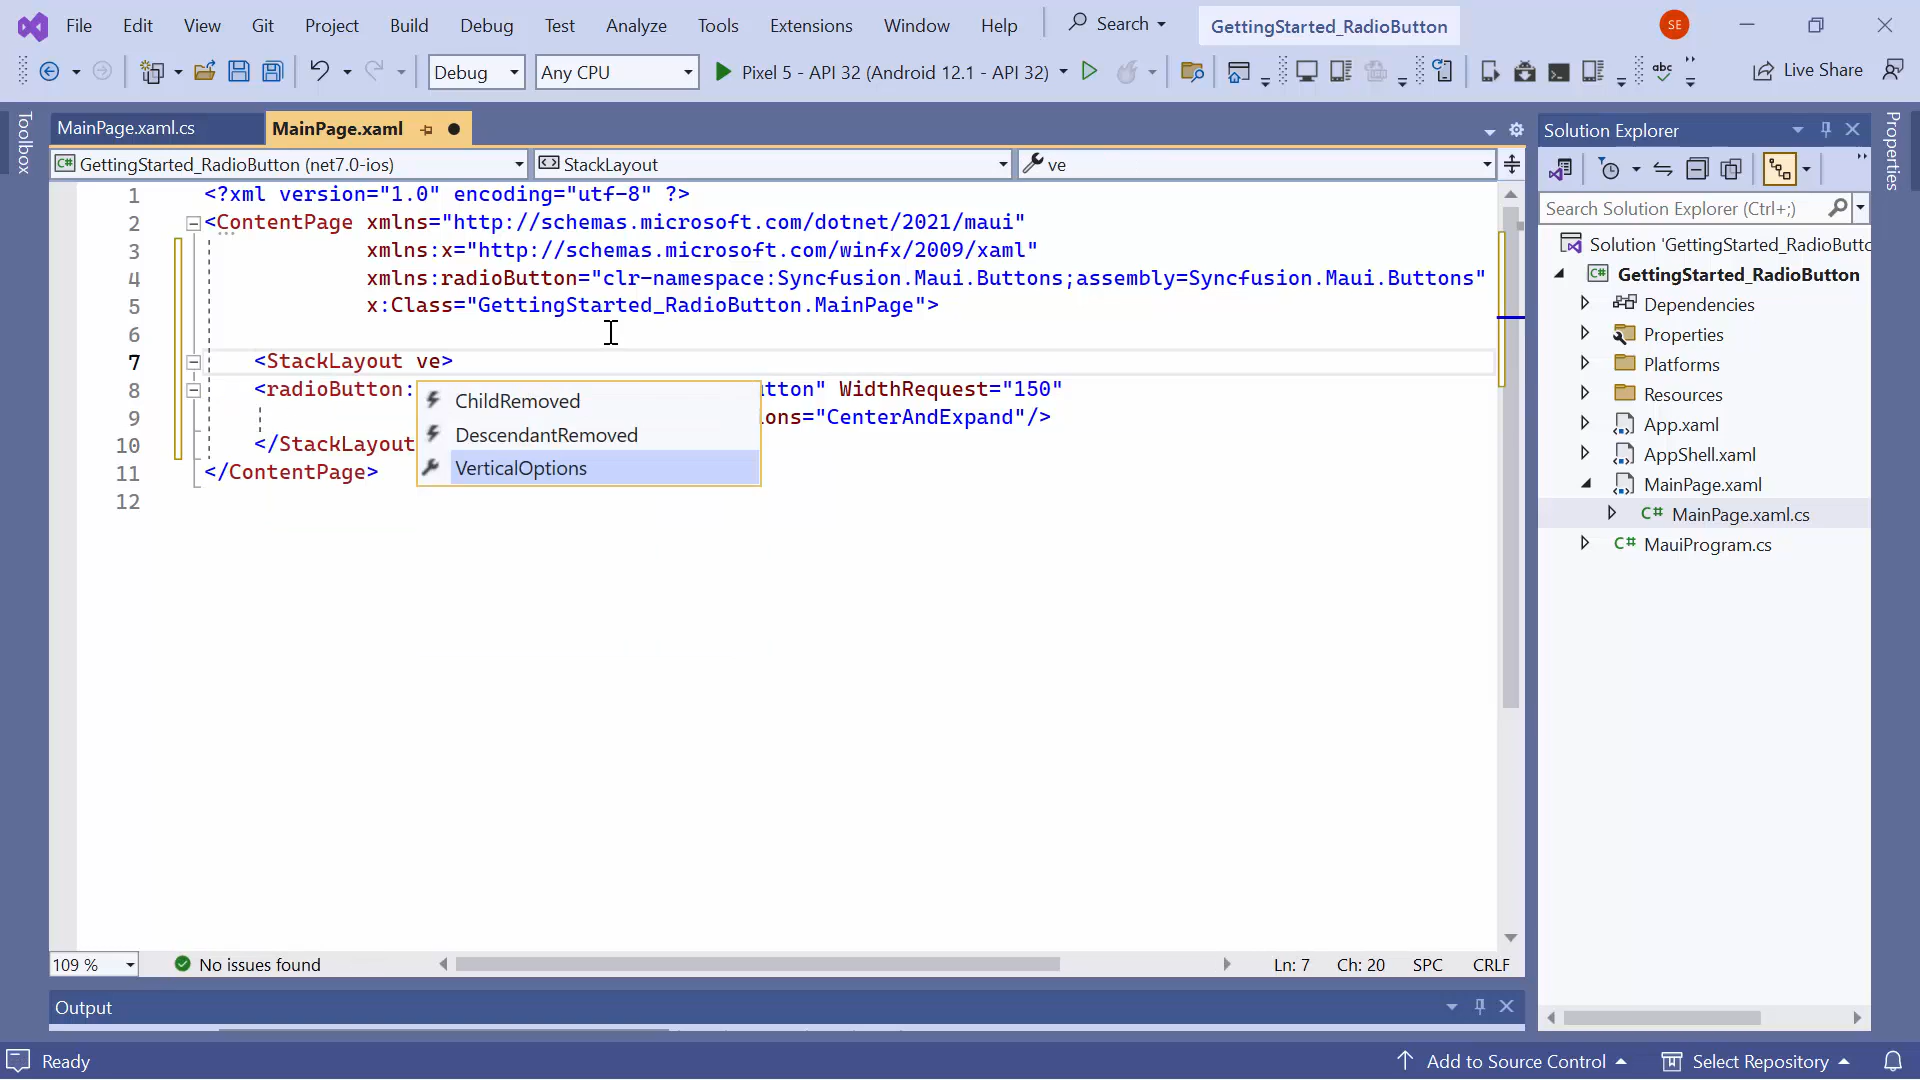 File Edit View Git Project Build Debug Test Analyze Tools Extensions Window Help Search GettingStarted_RadioButton SE
Debug Any CPU Pixel 5 - API 32 (Android 12.1 - API 32) abc Live Share
Toolbox
MainPage.xaml.cs MainPage.xaml
C# GettingStarted_RadioButton (net7.0-ios) StackLayout ve
1 <?xml version="1.0" encoding="utf-8" ?>
2 <ContentPage xmlns="http://schemas.microsoft.com/dotnet/2021/maui"
3 xmlns:x="http://schemas.microsoft.com/winfx/2009/xaml"
4 xmlns:radioButton="clr-namespace:Syncfusion.Maui.Buttons;assembly=Syncfusion.Maui.Buttons"
5 x:Class="GettingStarted_RadioButton.MainPage">
6
7 <StackLayout ve>
8 <radioButton: tton" WidthRequest="150"
9 ions="CenterAndExpand"/>
10 </StackLayout
11 </ContentPage>
12
ChildRemoved
DescendantRemoved
VerticalOptions
109 % No issues found Ln: 7 Ch: 20 SPC CRLF
Output
Solution Explorer
Search Solution Explorer (Ctrl+;)
Solution 'GettingStarted_RadioButto
C# GettingStarted_RadioButton
Dependencies
Properties
Platforms
Resources
App.xaml
AppShell.xaml
MainPage.xaml
C# MainPage.xaml.cs
C# MauiProgram.cs
Properties
Ready Add to Source Control Select Repository